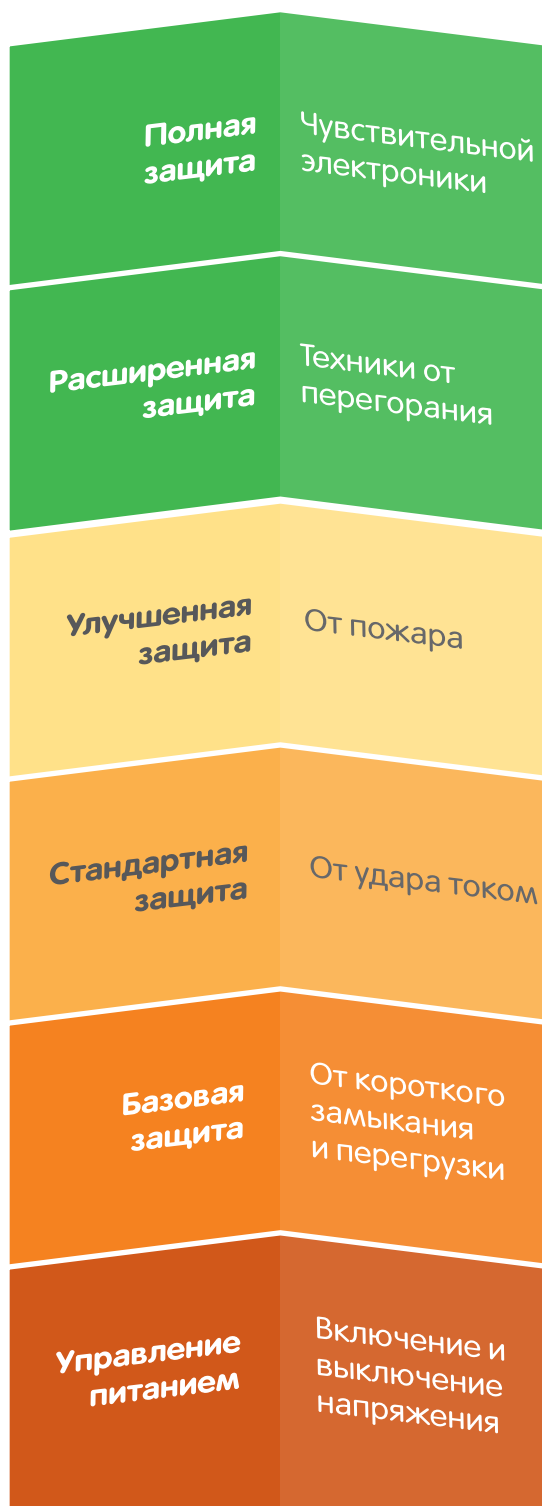 Полная
защита
Чувствительной
электроники
Расширенная
защита
Техники от
перегорания
Улучшенная
защита
От пожара
Стандартная
защита
От удара током
Базовая
защита
От короткого
замыкания
и перегрузки
Управление
питанием
Включение и
выключение
напряжения